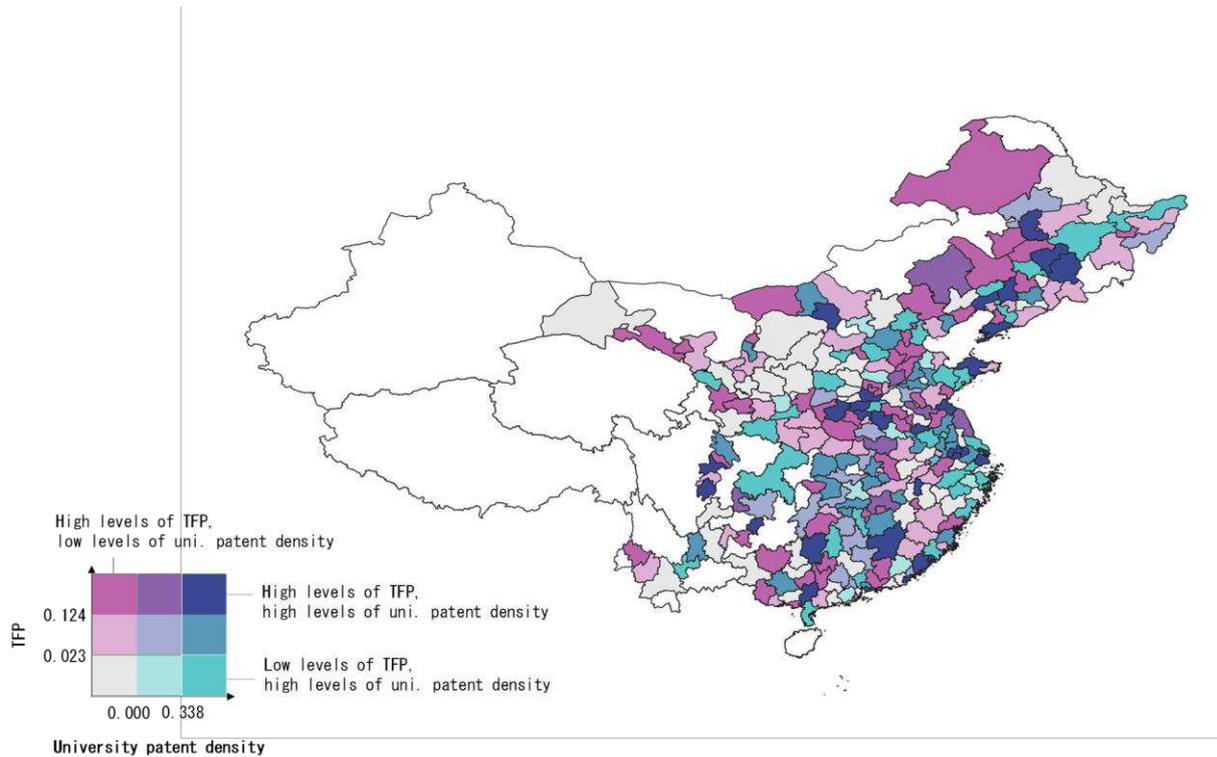 High levels of TFP,
low levels of uni. patent density
High levels of TFP,
high levels of uni. patent density
0.124
TFP
0.023
Low levels of TFP,
high levels of uni. patent density
0.000 0.338
University patent density